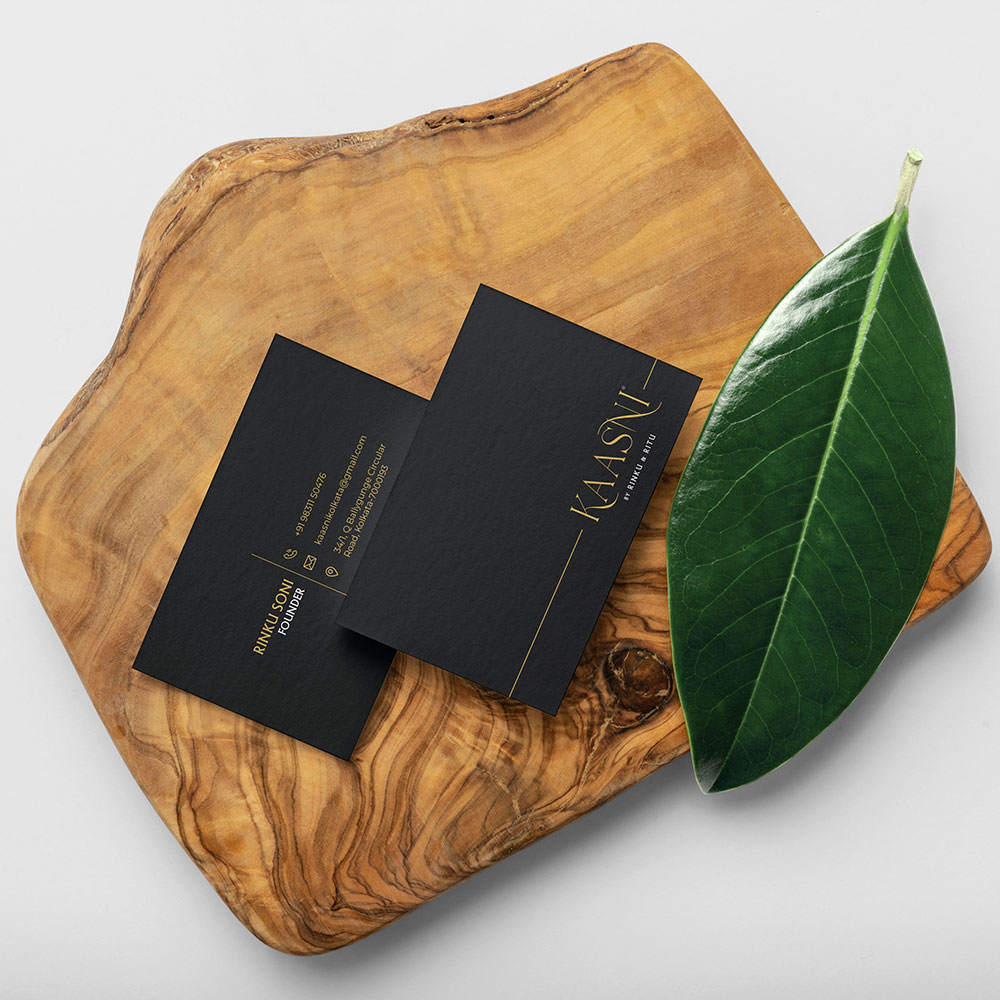 KAASNI®
BY RINKU & RITU
RINKU SONI
FOUNDER
+91 98311 50476
kaasnikolkata@gmail.com
34/1, Q Ballygunge Circular
Road, Kolkata-7000193